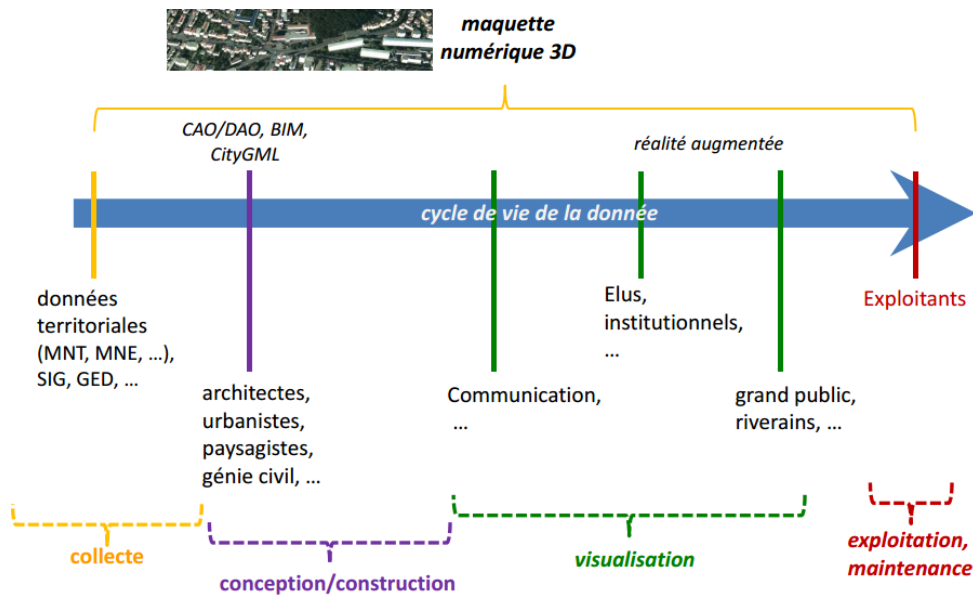 maquette
numérique 3D
CAO/DAO, BIM,
CityGML
réalité augmentée
cycle de vie de la donnée
données
territoriales
(MNT, MNE, …),
SIG, GED, …
architectes,
urbanistes,
paysagistes,
génie civil, …
Communication,
…
Elus,
institutionnels,
…
grand public,
riverains, …
Exploitants
collecte
conception/construction
visualisation
exploitation,
maintenance